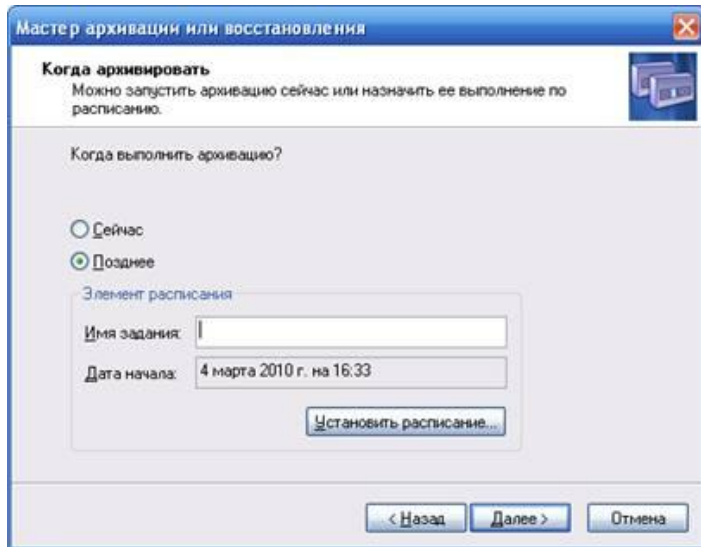 Мастер архивации или восстановления
Когда архивировать
Можно запустить архивацию сейчас или назначить ее выполнение по
расписанию.
Когда выполнить архивацию?
Сейчас
Позднее
Элемент расписания
Имя задания:
Дата начала: 4 марта 2010 г. на 16:33
Установить расписание...
< Назад Далее > Отмена